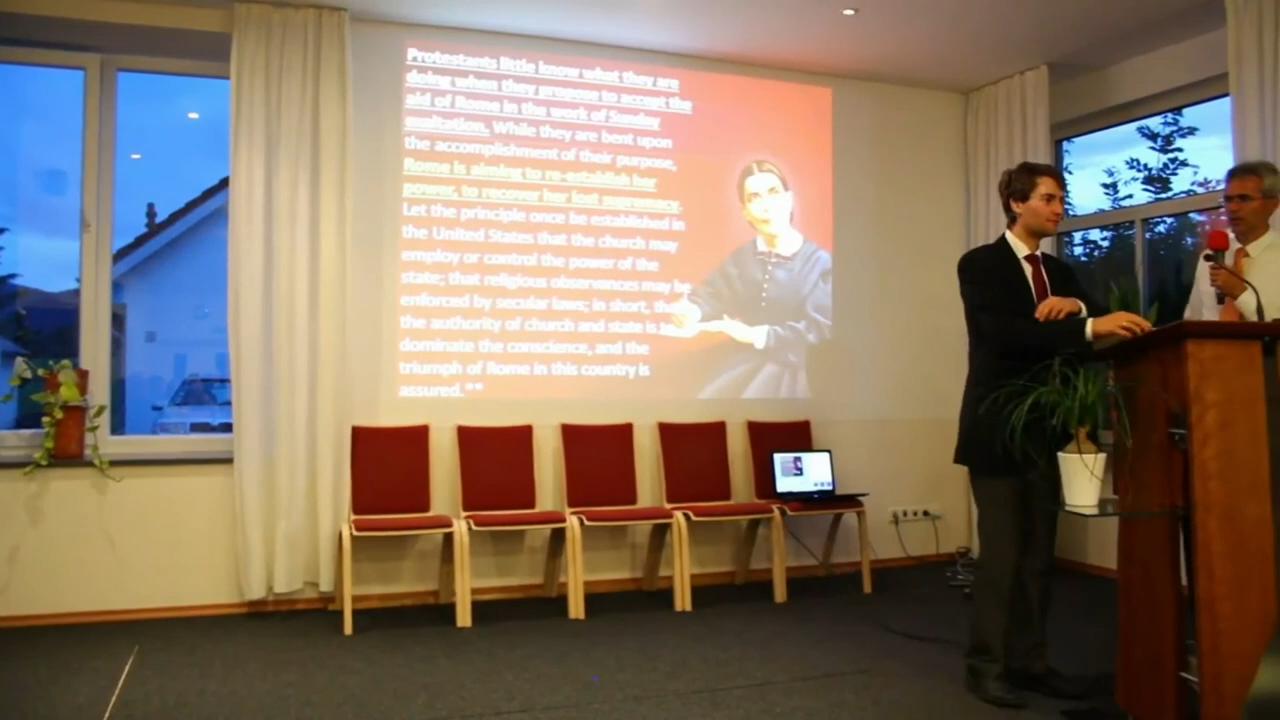 Protestants little know what they are
doing when they propose to accept the
aid of Rome in the work of Sunday
exaltation. While they are bent upon
the accomplishment of their purpose,
Rome is aiming to re-establish her
power, to recover her lost supremacy.
Let the principle once be established in
the United States that the church may
employ or control the power of the
state; that religious observances may be
enforced by secular laws; in short, that
the authority of church and state is to
dominate the conscience, and the
triumph of Rome in this country is
assured.**